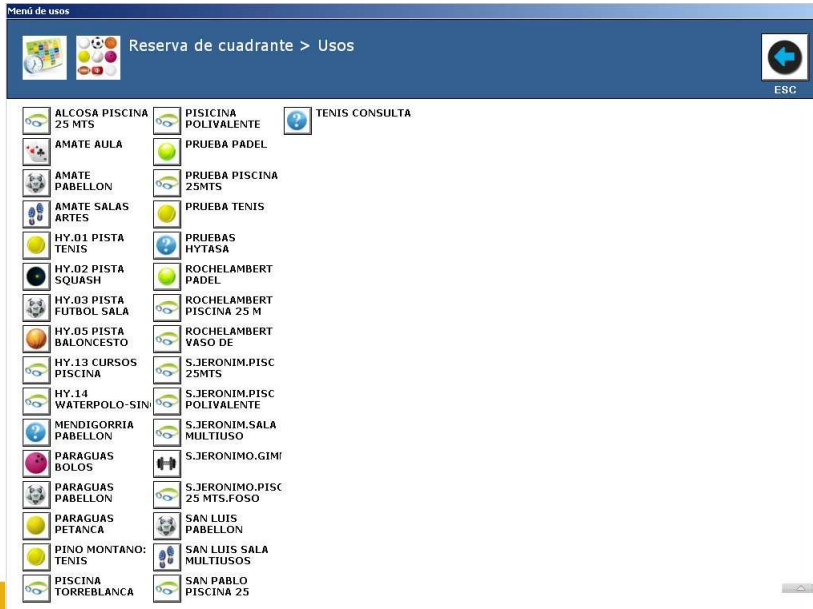 Menú de usos
Reserva de cuadrante > Usos
ESC
ALCOSA PISCINA
25 MTS
AMATE AULA
AMATE
PABELLON
AMATE SALAS
ARTES
HY.01 PISTA
TENIS
HY.02 PISTA
SQUASH
HY.03 PISTA
FUTBOL SALA
HY.05 PISTA
BALONCESTO
HY.13 CURSOS
PISCINA
HY.14
WATERPOLO-SIN
MENDIGORRIA
PABELLON
PARAGUAS
BOLOS
PARAGUAS
PABELLON
PARAGUAS
PETANCA
PINO MONTANO:
TENIS
PISCINA
TORREBLANCA
PISICINA
POLIVALENTE
PRUEBA PADEL
PRUEBA PISCINA
25MTS
PRUEBA TENIS
PRUEBAS
HYTASA
ROCHELAMBERT
PADEL
ROCHELAMBERT
PISCINA 25 M
ROCHELAMBERT
VASO DE
S.JERONIM.PISC
25MTS
S.JERONIM.PISC
POLIVALENTE
S.JERONIM.SALA
MULTIUSO
S.JERONIMO.GIM
S.JERONIMO.PISC
25 MTS.FOSO
SAN LUIS
PABELLON
SAN LUIS SALA
MULTIUSOS
SAN PABLO
PISCINA 25
TENIS CONSULTA